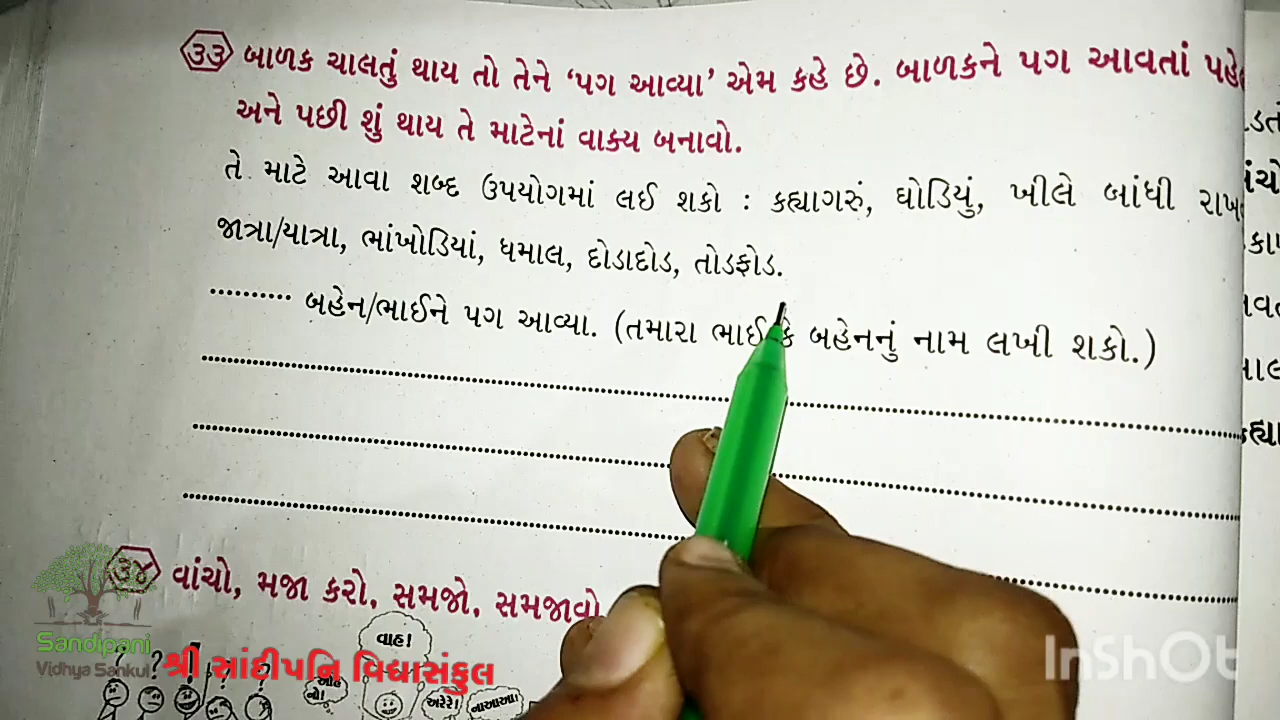 ૩૩ બાળક ચાલતું થાય તો તેને ‘પગ આવ્યા’ એમ કહે છે. બાળકને પગ આવતાં
અને પછી શું થાય તે માટેનાં વાક્ય બનાવો.
તે માટે આવા શબ્દ ઉપયોગમાં લઈ શકો : કહ્યાગરું, ઘોડિયું, ખીલે બાંધી
જાત્રા/યાત્રા, ભાંખોડિયાં, ધમાલ, દોડાદોડ, તોડફોડ.
.......... બહેન/ભાઈને પગ આવ્યા. (તમારા ભાઈ કે બહેનનું નામ લખી શકો.)
૩૪ વાંચો, મજા કરો, સમજો, સમજાવો
વાહ!
? ? ! ? ?
અરેરે! નાઆઆ!
Sandipani
Vidhya Sankul
શ્રી સાંદીપનિ વિદ્યાસંકુલ
InShOt